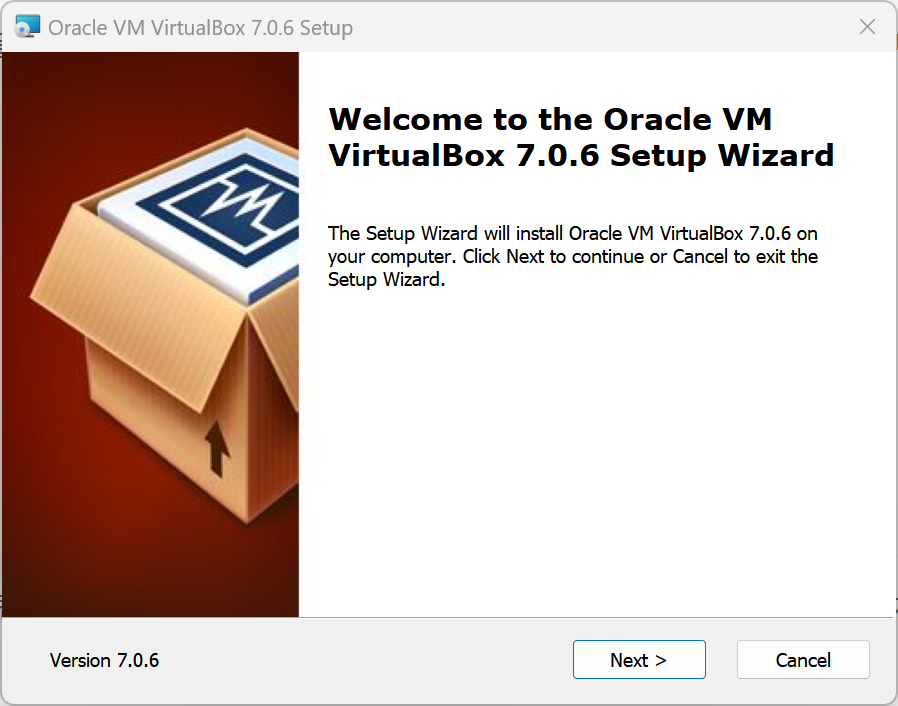 Oracle VM VirtualBox 7.0.6 Setup
Welcome to the Oracle VM
VirtualBox 7.0.6 Setup Wizard
The Setup Wizard will install Oracle VM VirtualBox 7.0.6 on
your computer. Click Next to continue or Cancel to exit the
Setup Wizard.
Version 7.0.6
Next >
Cancel